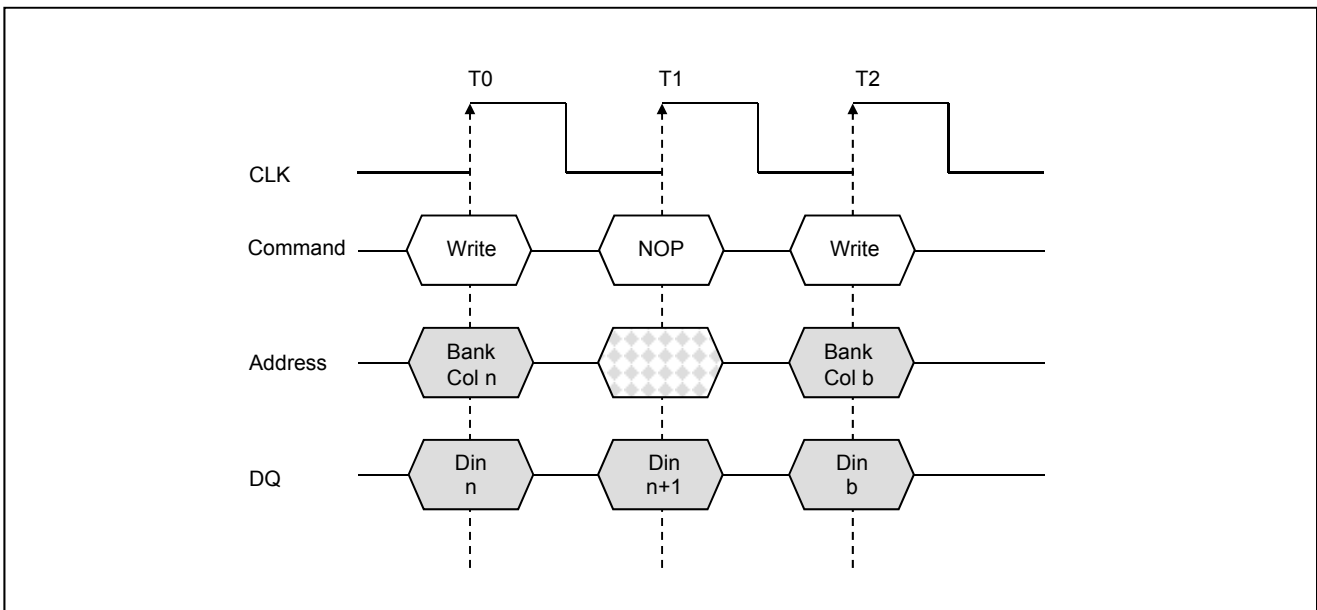 T0 T1 T2
CLK
Command Write NOP Write
Address Bank Col n Bank Col b
DQ Din n Din n+1 Din b